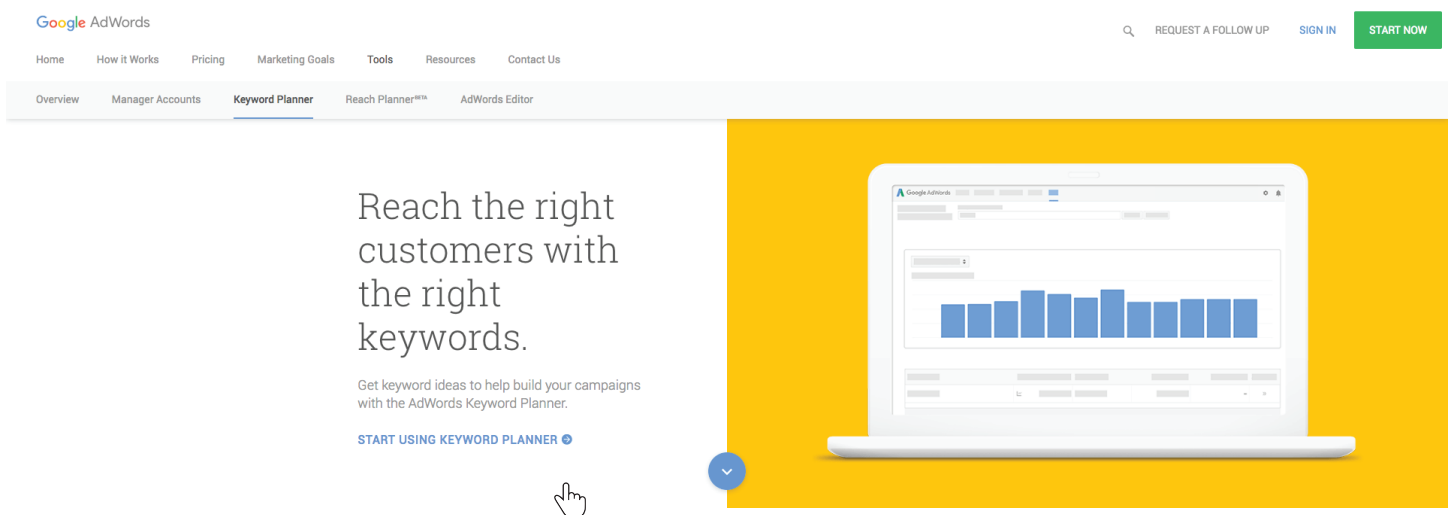 Google AdWords
REQUEST A FOLLOW UP SIGN IN START NOW
Home How it Works Pricing Marketing Goals Tools Resources Contact Us
Overview Manager Accounts Keyword Planner Reach Planner BETA AdWords Editor
Reach the right
customers with
the right
keywords.
Get keyword ideas to help build your campaigns
with the AdWords Keyword Planner.
START USING KEYWORD PLANNER
Google AdWords